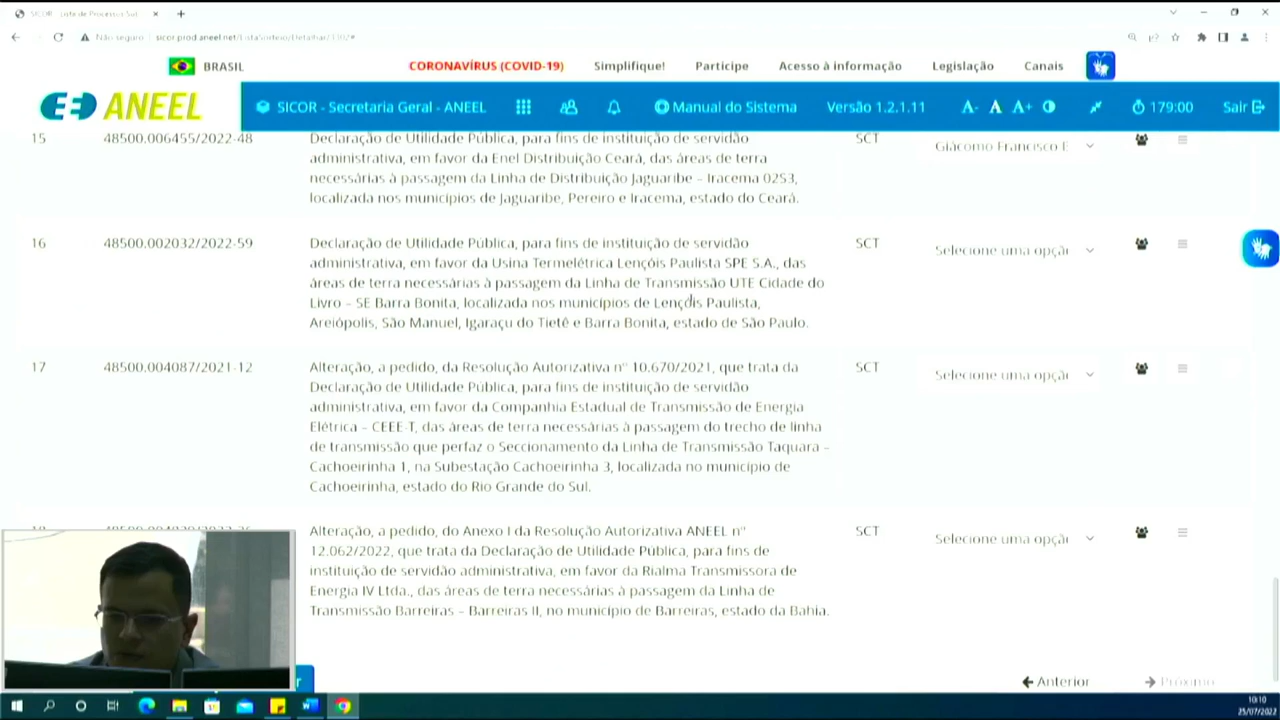 SICOR - Lista de Processos Sort
Não seguro
sicor.prod.aneel.net/ListaSorteio/Detalhar/
BRASIL
CORONAVÍRUS (COVID-19)
Simplifique!
Participe
Acesso à informação
Legislação
Canais
ANEEL
SICOR - Secretaria Geral - ANEEL
Manual do Sistema
Versão 1.2.1.11
A-
A
A+
179:00
Sair
15 48500.006455/2022-48 Declaração de Utilidade Pública, para fins de instituição de servidão SCT Giácomo Francisco B
administrativa, em favor da Enel Distribuição Ceará, das áreas de terra
necessárias à passagem da Linha de Distribuição Jaguaribe – Iracema 02S3,
localizada nos municípios de Jaguaribe, Pereiro e Iracema, estado do Ceará.
16 48500.002032/2022-59 Declaração de Utilidade Pública, para fins de instituição de servidão SCT Selecione uma opçã
administrativa, em favor da Usina Termelétrica Lençóis Paulista SPE S.A., das
áreas de terra necessárias à passagem da Linha de Transmissão UTE Cidade do
Livro – SE Barra Bonita, localizada nos municípios de Lençóis Paulista,
Areiópolis, São Manuel, Igaraçu do Tietê e Barra Bonita, estado de São Paulo.
17 48500.004087/2021-12 Alteração, a pedido, da Resolução Autorizativa nº 10.670/2021, que trata da SCT Selecione uma opçã
Declaração de Utilidade Pública, para fins de instituição de servidão
administrativa, em favor da Companhia Estadual de Transmissão de Energia
Elétrica – CEEE-T, das áreas de terra necessárias à passagem do trecho de linha
de transmissão que perfaz o Seccionamento da Linha de Transmissão Taquara –
Cachoeirinha 1, na Subestação Cachoeirinha 3, localizada no município de
Cachoeirinha, estado do Rio Grande do Sul.
Alteração, a pedido, do Anexo I da Resolução Autorizativa ANEEL nº SCT Selecione uma opçã
12.062/2022, que trata da Declaração de Utilidade Pública, para fins de
instituição de servidão administrativa, em favor da Rialma Transmissora de
Energia IV Ltda., das áreas de terra necessárias à passagem da Linha de
Transmissão Barreiras – Barreiras II, no município de Barreiras, estado da Bahia.
r
Anterior
Próximo
10:10
25/07/2022